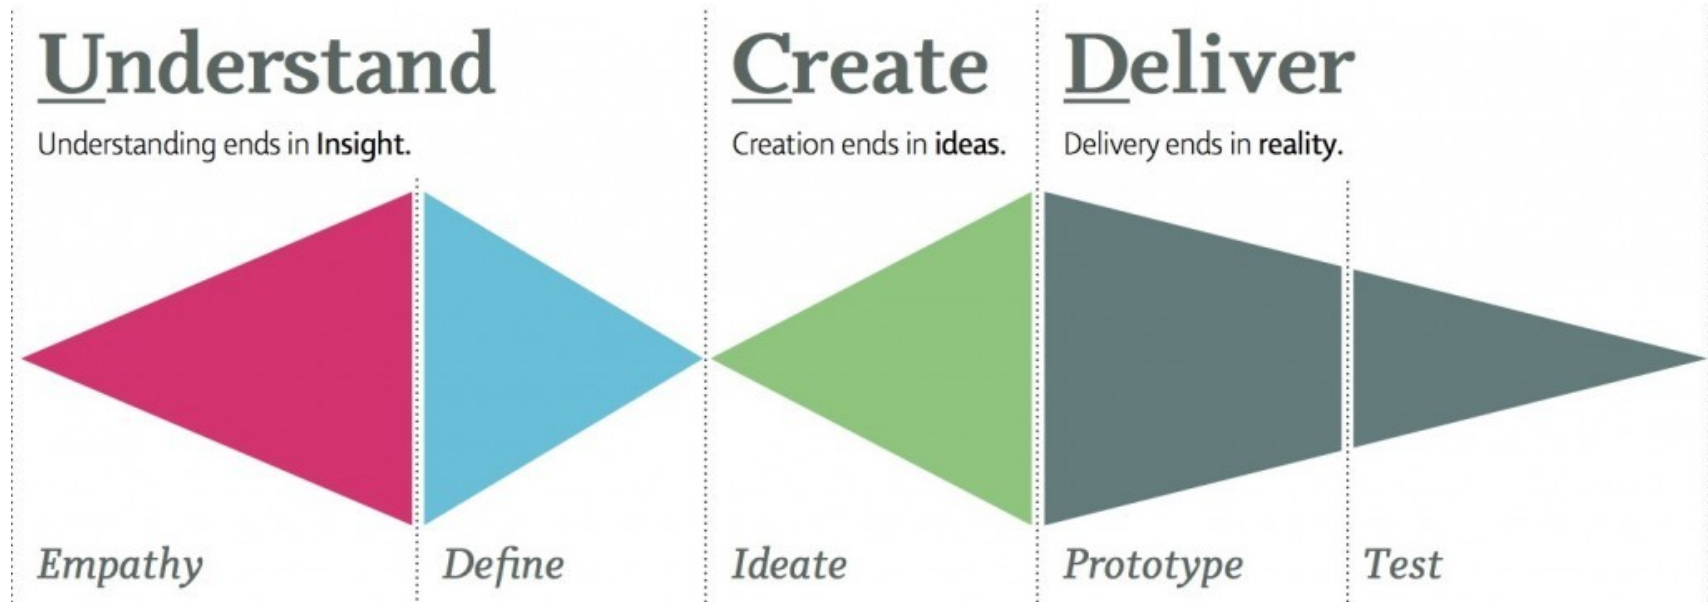 Understand
Understanding ends in Insight.
Create
Creation ends in ideas.
Deliver
Delivery ends in reality.
Empathy
Define
Ideate
Prototype
Test